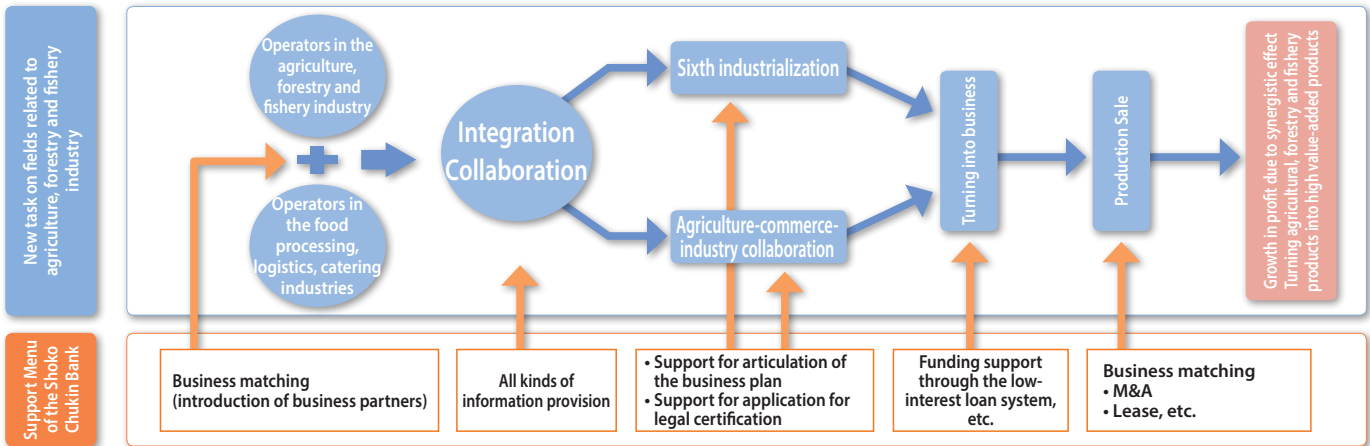 New task on fields related to
agriculture, forestry and fishery
industry
Operators in the
agriculture,
forestry and
fishery industry
Operators in
the food
processing,
logistics, catering
industries
Integration
Collaboration
Sixth industrialization
Agriculture-commerce-
industry collaboration
Turning into business
Production Sale
Growth in profit due to synergistic effect
Turning agricultural, forestry and fishery
products into high value-added products
Support Menu
of the Shoko
Chukin Bank
Business matching
(introduction of business partners)
All kinds of
information provision
• Support for articulation of
the business plan
• Support for application for
legal certification
Funding support
through the low-
interest loan system,
etc.
Business matching
• M&A
• Lease, etc.